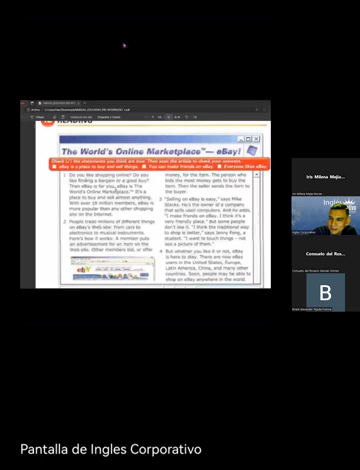 READING
The World's Online Marketplace™— eBay!
Check (✓) the statements you think are true. Then read the article to check your answers.
eBay is a place to buy and sell things. You can make friends on eBay. Everyone likes eBay.
1 Do you like shopping online? Do you
like finding a bargain or a good buy?
Then eBay is for you. eBay is The
World's Online Marketplace™. It's a
place to buy and sell almost anything.
With over 18 million members, eBay is
more popular than any other shopping
site on the Internet.
2 People trade millions of different things
on eBay's Web site. From cars to
electronics to musical instruments.
Here's how it works. A member puts
an advertisement for an item on the
Web site. Other members bid, or offer
money, for the item. The person who
bids the most money gets to buy the
item. Then the seller sends the item to
the buyer.
3 "Selling on eBay is easy," says Mike
Stacks. He's the owner of a company
that sells used computers. And he adds,
"I make friends on eBay. I think it's a
very friendly place." But some people
don't use it. "I think the traditional way
to shop is better," says Jenny Fong, a
student. "I want to touch things – not
see a picture of them."
4 But whether you like it or not, eBay
is here to stay. There are now eBay
users in the United States, Europe,
Latin America, China, and many other
countries. Soon, people may be able to
shop on eBay anywhere in the world.
Iris Milena Mejia...
Inglés
Ingles Corporativo
Consuelo del Ros...
B
Pantalla de Ingles Corporativo